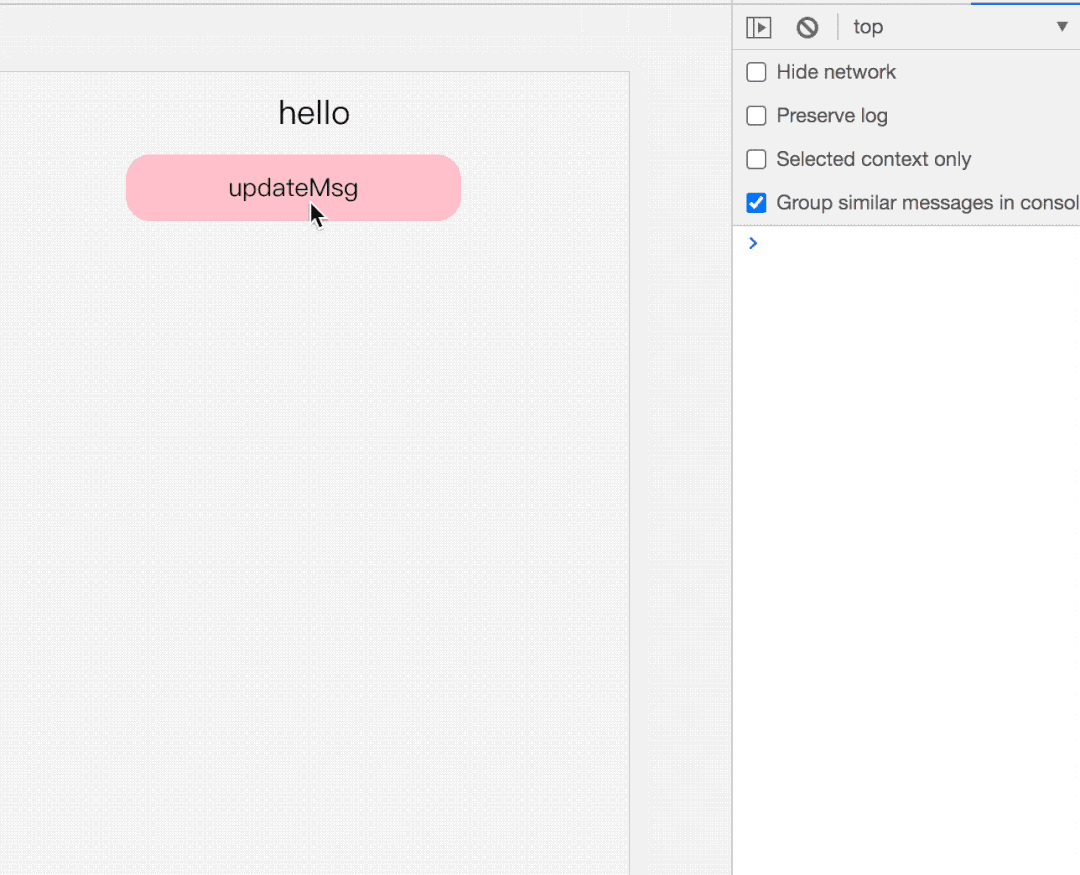 hello
updateMsg
top
Hide network
Preserve log
Selected context only
Group similar messages in consol